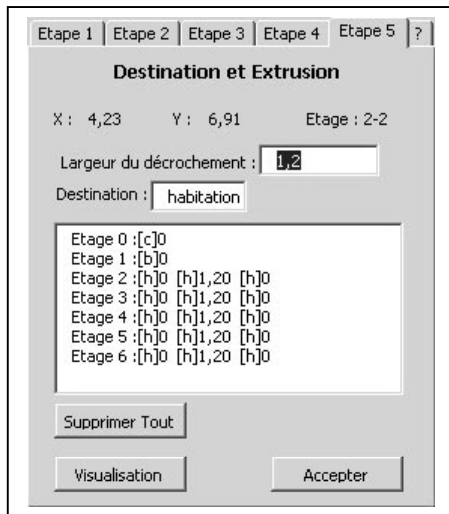 Etape 1 Etape 2 Etape 3 Etape 4 Etape 5 ?
Destination et Extrusion
X : 4,23 Y : 6,91 Etage : 2-2
Largeur du décrochement : 1,2
Destination : habitation
Etage 0 :[c]0
Etage 1 :[b]0
Etage 2 :[h]0 [h]1,20 [h]0
Etage 3 :[h]0 [h]1,20 [h]0
Etage 4 :[h]0 [h]1,20 [h]0
Etage 5 :[h]0 [h]1,20 [h]0
Etage 6 :[h]0 [h]1,20 [h]0
Supprimer Tout
Visualisation Accepter